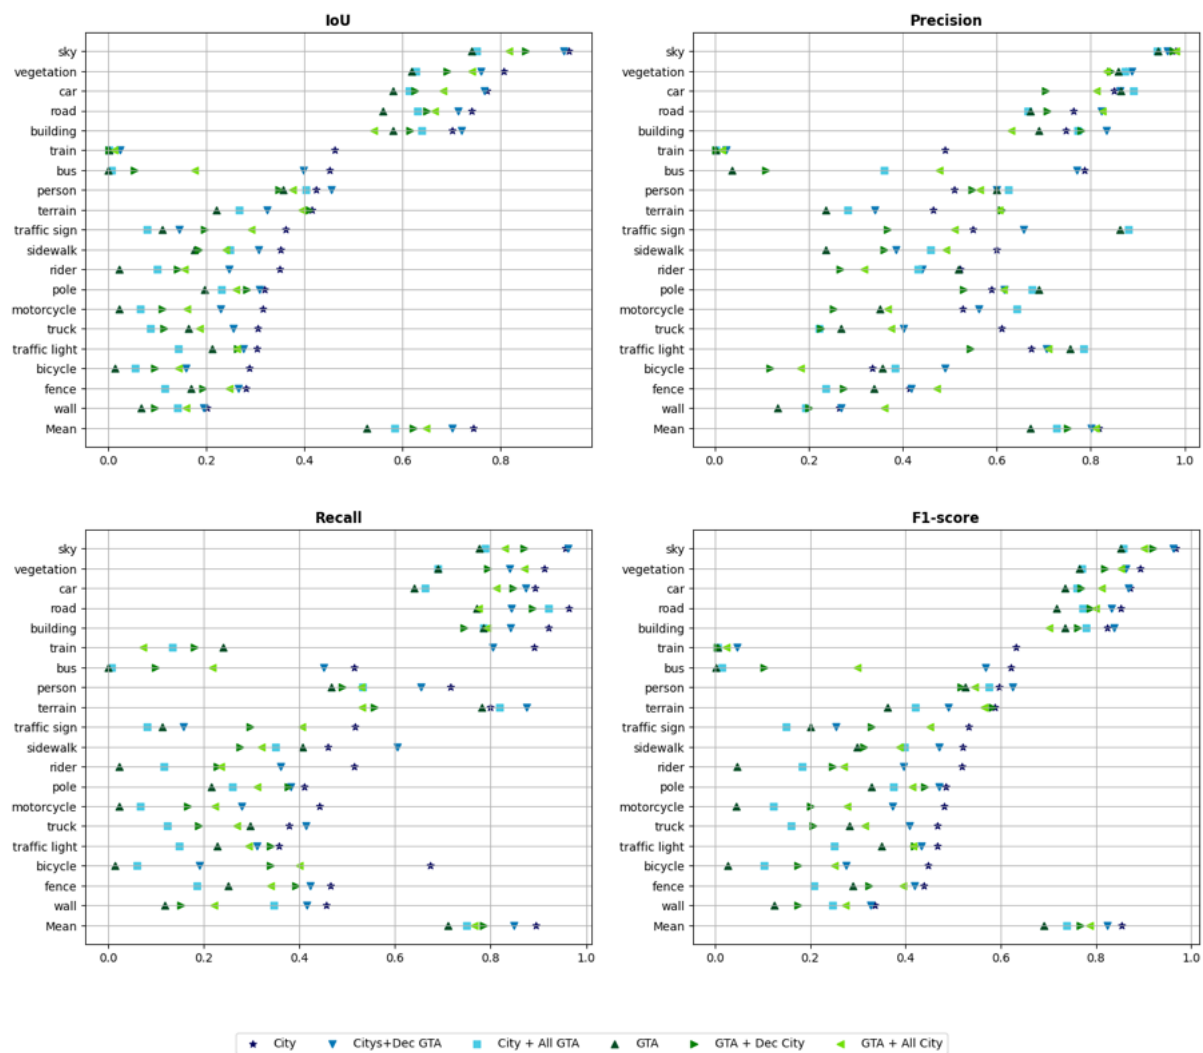 IoU
sky
vegetation
car
road
building
train
bus
person
terrain
traffic sign
sidewalk
rider
pole
motorcycle
truck
traffic light
bicycle
fence
wall
Mean
0.0 0.2 0.4 0.6 0.8
Precision
sky
vegetation
car
road
building
train
bus
person
terrain
traffic sign
sidewalk
rider
pole
motorcycle
truck
traffic light
bicycle
fence
wall
Mean
0.0 0.2 0.4 0.6 0.8 1.0
Recall
sky
vegetation
car
road
building
train
bus
person
terrain
traffic sign
sidewalk
rider
pole
motorcycle
truck
traffic light
bicycle
fence
wall
Mean
0.0 0.2 0.4 0.6 0.8 1.0
F1-score
sky
vegetation
car
road
building
train
bus
person
terrain
traffic sign
sidewalk
rider
pole
motorcycle
truck
traffic light
bicycle
fence
wall
Mean
0.0 0.2 0.4 0.6 0.8 1.0
City Citys+Dec GTA City + All GTA GTA GTA + Dec City GTA + All City